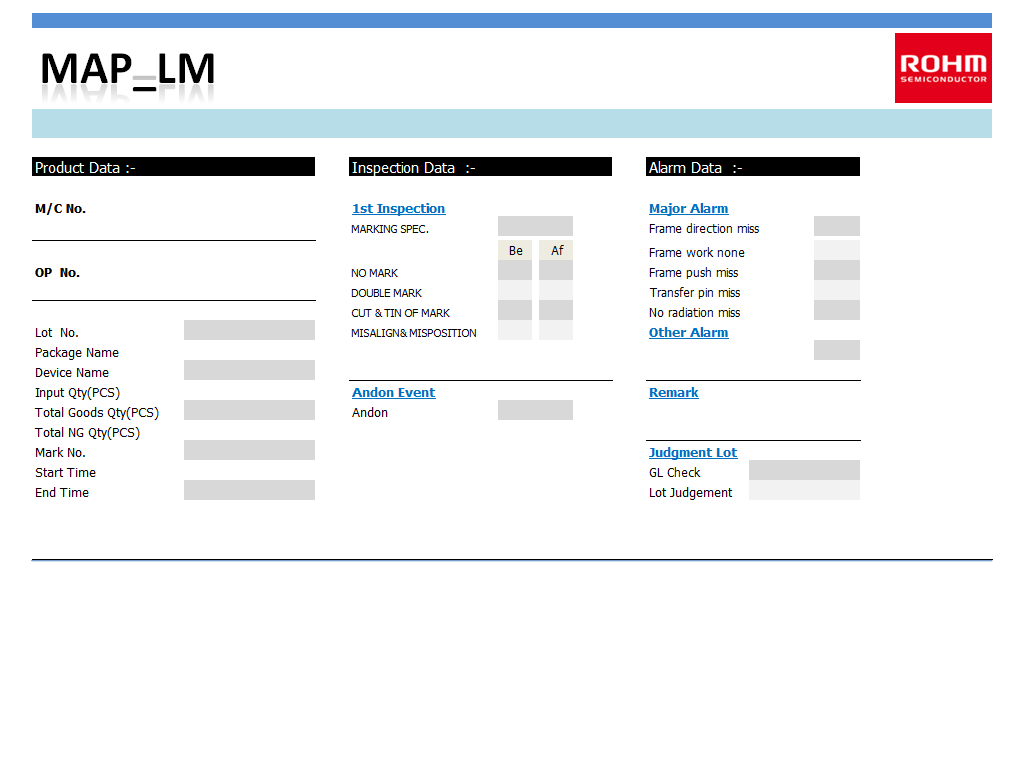 MAP_LM
ROHM
SEMICONDUCTOR
Product Data :-
M/C No.
OP No.
Lot No.
Package Name
Device Name
Input Qty(PCS)
Total Goods Qty(PCS)
Total NG Qty(PCS)
Mark No.
Start Time
End Time
Inspection Data :-
1st Inspection
MARKING SPEC.
Be Af
NO MARK
DOUBLE MARK
CUT & TIN OF MARK
MISALIGN& MISPOSITION
Andon Event
Andon
Alarm Data :-
Major Alarm
Frame direction miss
Frame work none
Frame push miss
Transfer pin miss
No radiation miss
Other Alarm
Remark
Judgment Lot
GL Check
Lot Judgement